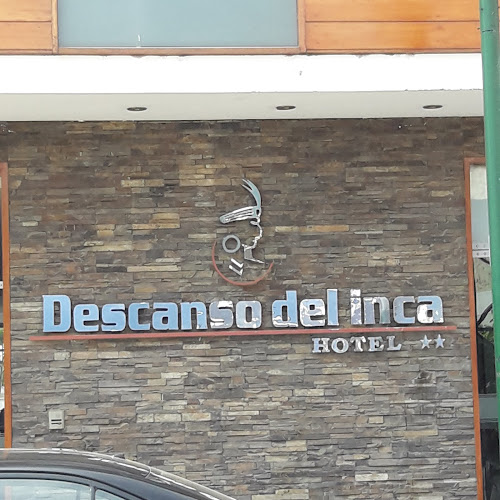 Descanso del Inca
HOTEL ★★